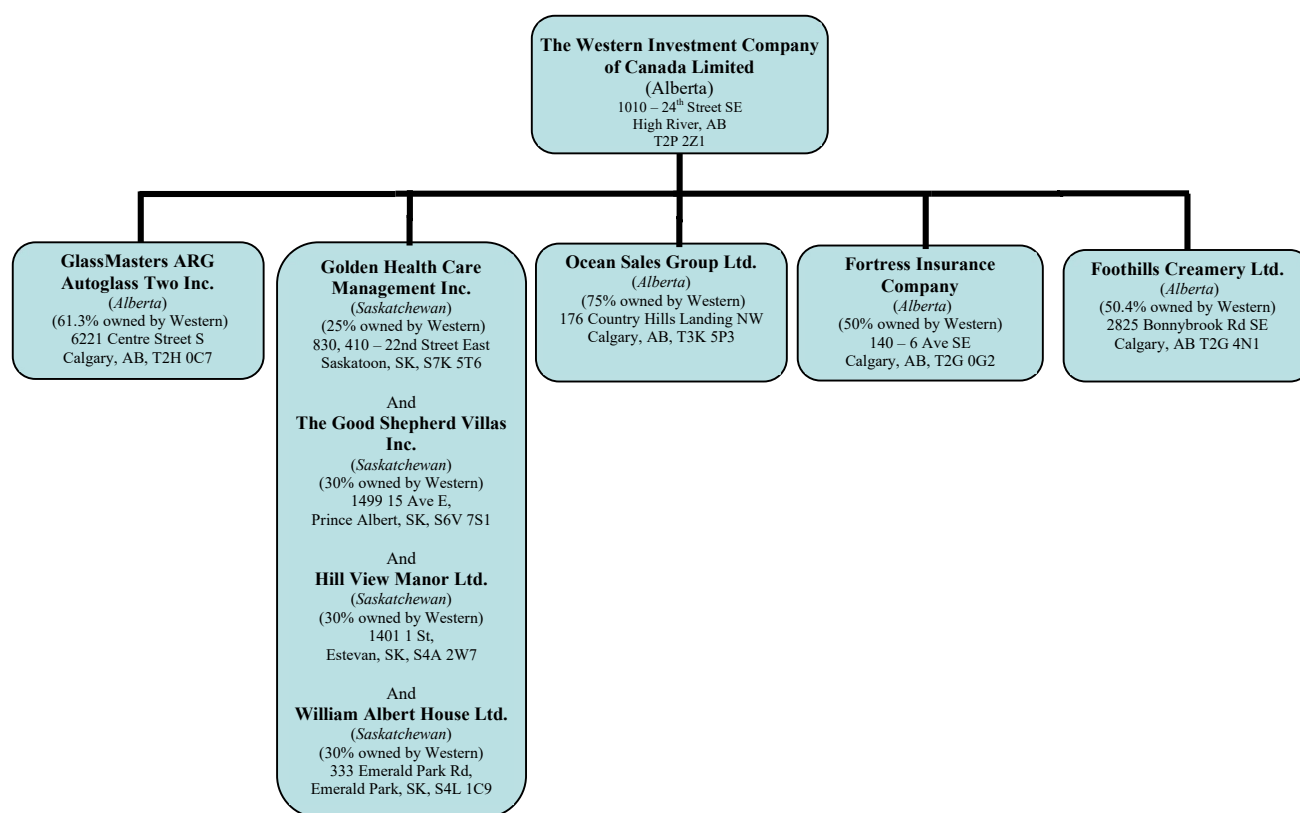 The Western Investment Company
of Canada Limited
(Alberta)
1010 – 24th Street SE
High River, AB
T2P 2Z1
GlassMasters ARG
Autoglass Two Inc.
(Alberta)
(61.3% owned by Western)
6221 Centre Street S
Calgary, AB, T2H 0C7
Golden Health Care
Management Inc.
(Saskatchewan)
(25% owned by Western)
830, 410 – 22nd Street East
Saskatoon, SK, S7K 5T6
And
The Good Shepherd Villas
Inc.
(Saskatchewan)
(30% owned by Western)
1499 15 Ave E,
Prince Albert, SK, S6V 7S1
And
Hill View Manor Ltd.
(Saskatchewan)
(30% owned by Western)
1401 1 St,
Estevan, SK, S4A 2W7
And
William Albert House Ltd.
(Saskatchewan)
(30% owned by Western)
333 Emerald Park Rd,
Emerald Park, SK, S4L 1C9
Ocean Sales Group Ltd.
(Alberta)
(75% owned by Western)
176 Country Hills Landing NW
Calgary, AB, T3K 5P3
Fortress Insurance
Company
(Alberta)
(50% owned by Western)
140 – 6 Ave SE
Calgary, AB, T2G 0G2
Foothills Creamery Ltd.
(Alberta)
(50.4% owned by Western)
2825 Bonnybrook Rd SE
Calgary, AB T2G 4N1